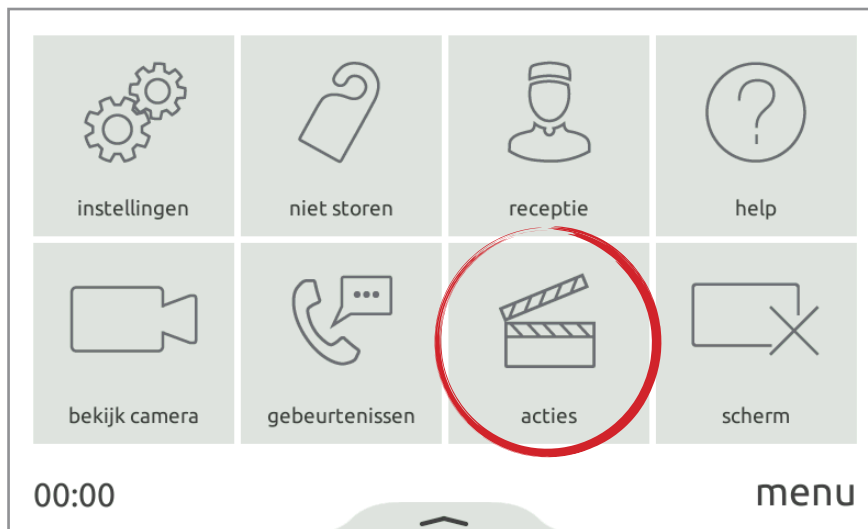 instellingen
niet storen
receptie
help
bekijk camera
gebeurtenissen
acties
scherm
00:00
menu